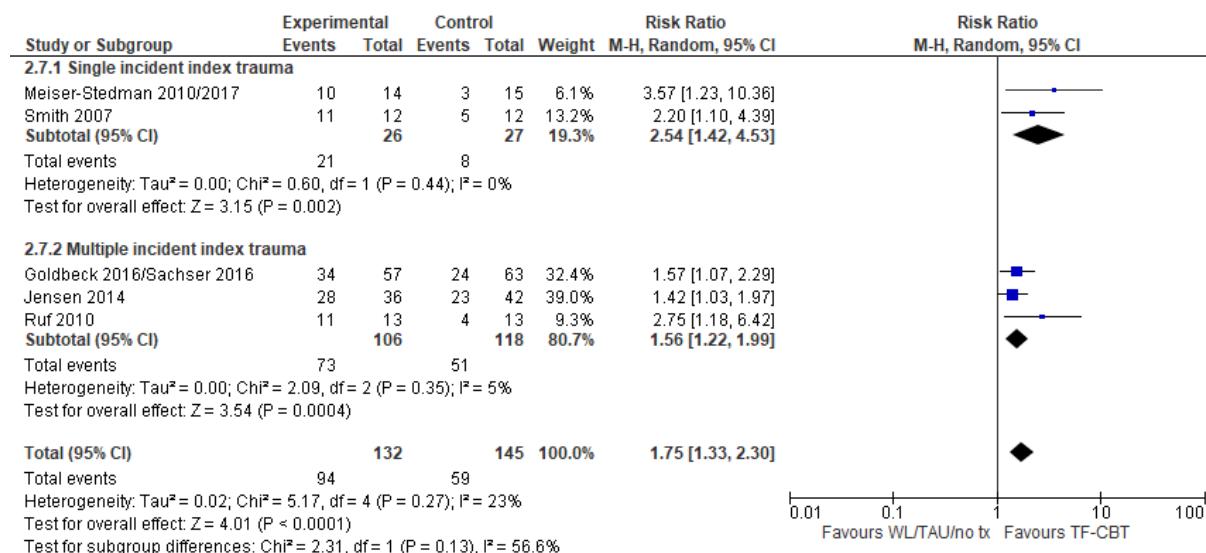 Experimental Control Risk Ratio Risk Ratio
Study or Subgroup Events Total Events Total Weight M-H, Random, 95% CI M-H, Random, 95% CI
2.7.1 Single incident index trauma
Meiser-Stedman 2010/2017 10 14 3 15 6.1% 3.57 [1.23, 10.36]
Smith 2007 11 12 5 12 13.2% 2.20 [1.10, 4.39]
Subtotal (95% CI) 26 27 19.3% 2.54 [1.42, 4.53]
Total events 21 8
Heterogeneity: Tau² = 0.00; Chi² = 0.60, df = 1 (P = 0.44); I² = 0%
Test for overall effect: Z = 3.15 (P = 0.002)
2.7.2 Multiple incident index trauma
Goldbeck 2016/Sachser 2016 34 57 24 63 32.4% 1.57 [1.07, 2.29]
Jensen 2014 28 36 23 42 39.0% 1.42 [1.03, 1.97]
Ruf 2010 11 13 4 13 9.3% 2.75 [1.18, 6.42]
Subtotal (95% CI) 106 118 80.7% 1.56 [1.22, 1.99]
Total events 73 51
Heterogeneity: Tau² = 0.00; Chi² = 2.09, df = 2 (P = 0.35); I² = 5%
Test for overall effect: Z = 3.54 (P = 0.0004)
Total (95% CI) 132 145 100.0% 1.75 [1.33, 2.30]
Total events 94 59
Heterogeneity: Tau² = 0.02; Chi² = 5.17, df = 4 (P = 0.27); I² = 23%
Test for overall effect: Z = 4.01 (P < 0.0001)
Test for subgroup differences: Chi² = 2.31, df = 1 (P = 0.13), I² = 56.6%
0.01 0.1 1 10 100
Favours WL/TAU/no tx Favours TF-CBT